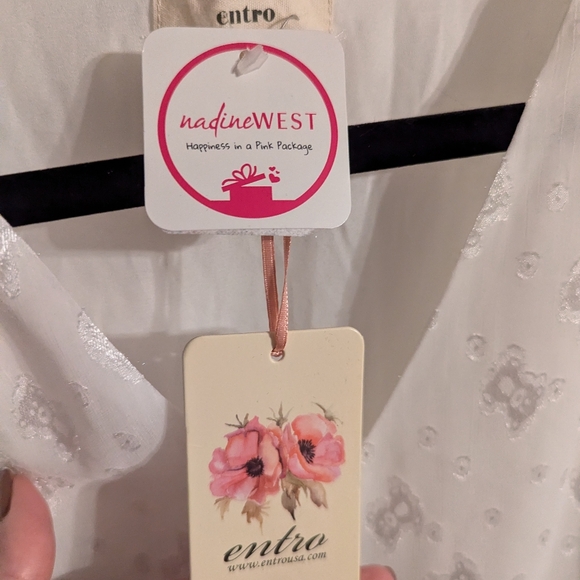 entro
nadineWEST
Happiness in a Pink Package
entro
www.entrousa.com